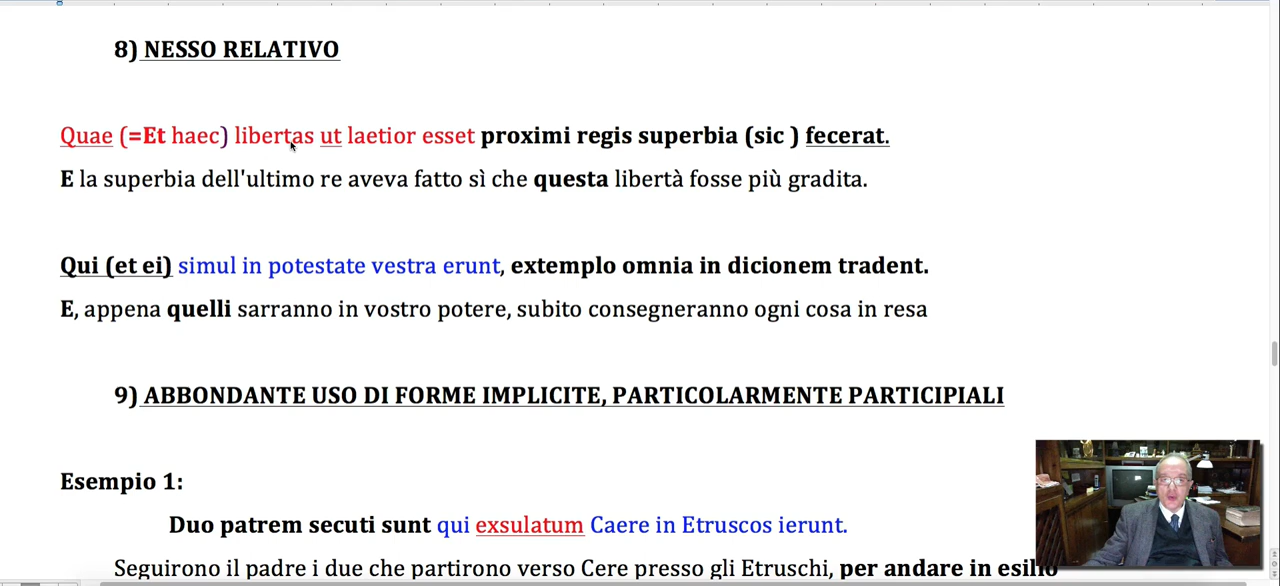 8) NESSO RELATIVO
Quae (=Et haec) libertas ut laetior esset proximi regis superbia (sic ) fecerat.
E la superbia dell'ultimo re aveva fatto sì che questa libertà fosse più gradita.
Qui (et ei) simul in potestate vestra erunt, extemplo omnia in dicionem tradent.
E, appena quelli sarranno in vostro potere, subito consegneranno ogni cosa in resa
9) ABBONDANTE USO DI FORME IMPLICITE, PARTICOLARMENTE PARTICIPIALI
Esempio 1:
Duo patrem secuti sunt qui exsulatum Caere in Etruscos ierunt.
Seguirono il padre i due che partirono verso Cere presso gli Etruschi, per andare in esilio